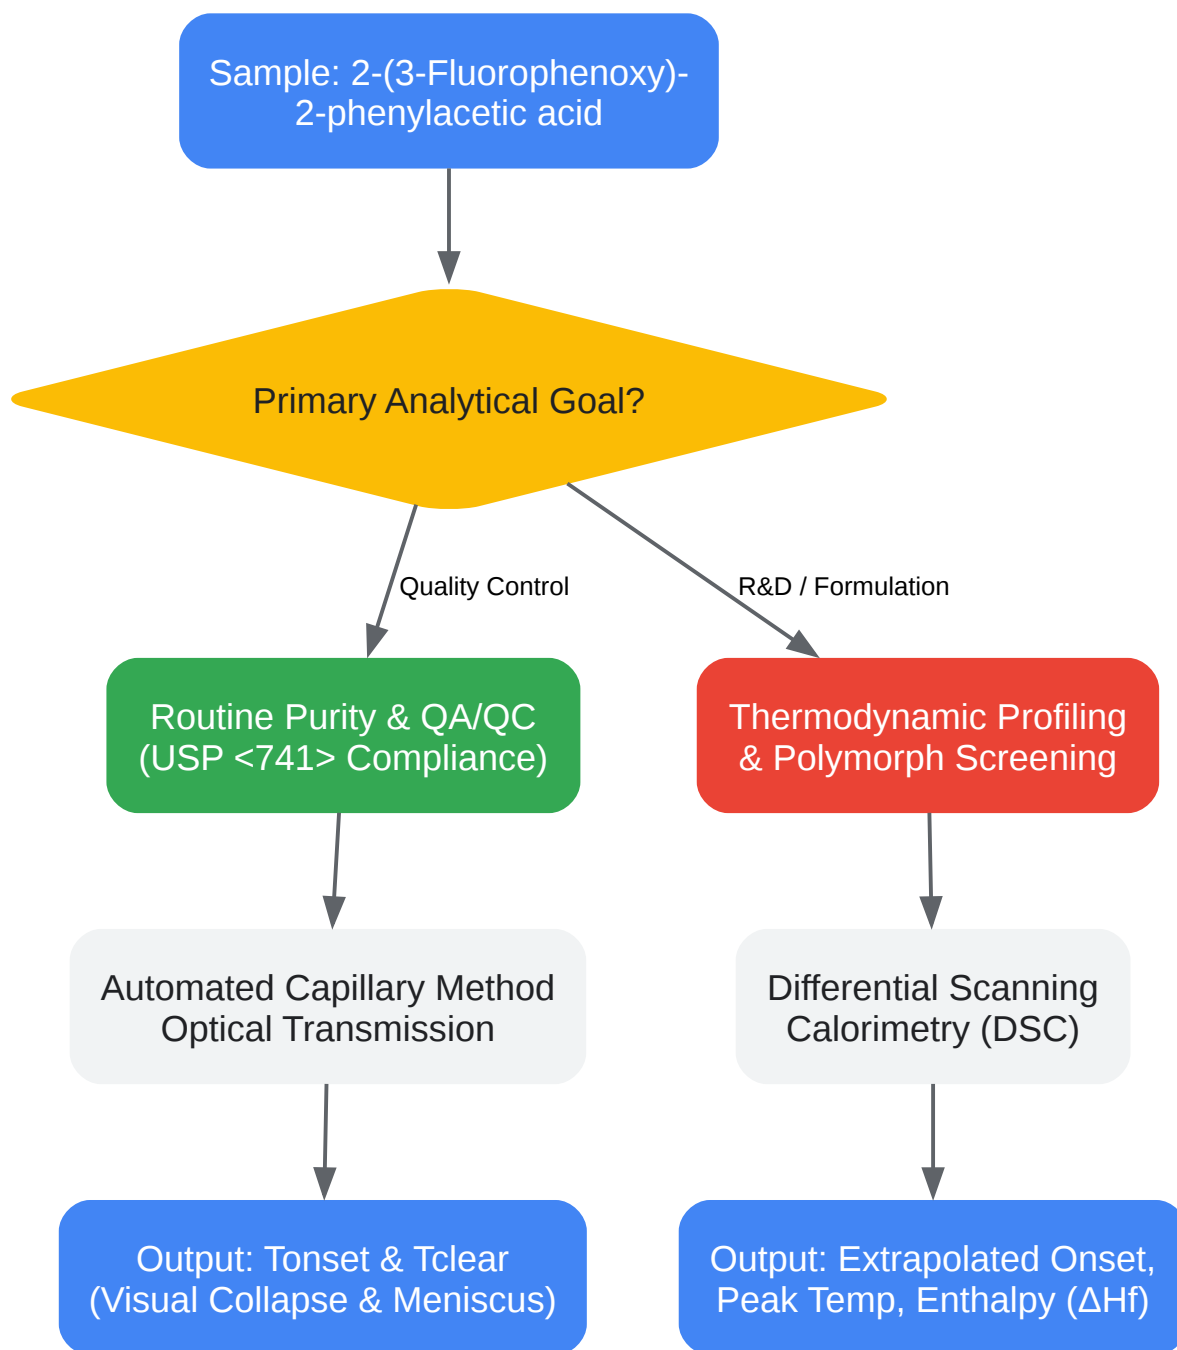 Sample: 2-(3-Fluorophenoxy)-
2-phenylacetic acid
Primary Analytical Goal?
Quality Control
R&D / Formulation
Routine Purity & QA/QC
(USP <741> Compliance)
Thermodynamic Profiling
& Polymorph Screening
Automated Capillary Method
Optical Transmission
Differential Scanning
Calorimetry (DSC)
Output: Tonset & Tclear
(Visual Collapse & Meniscus)
Output: Extrapolated Onset,
Peak Temp, Enthalpy (ΔHf)